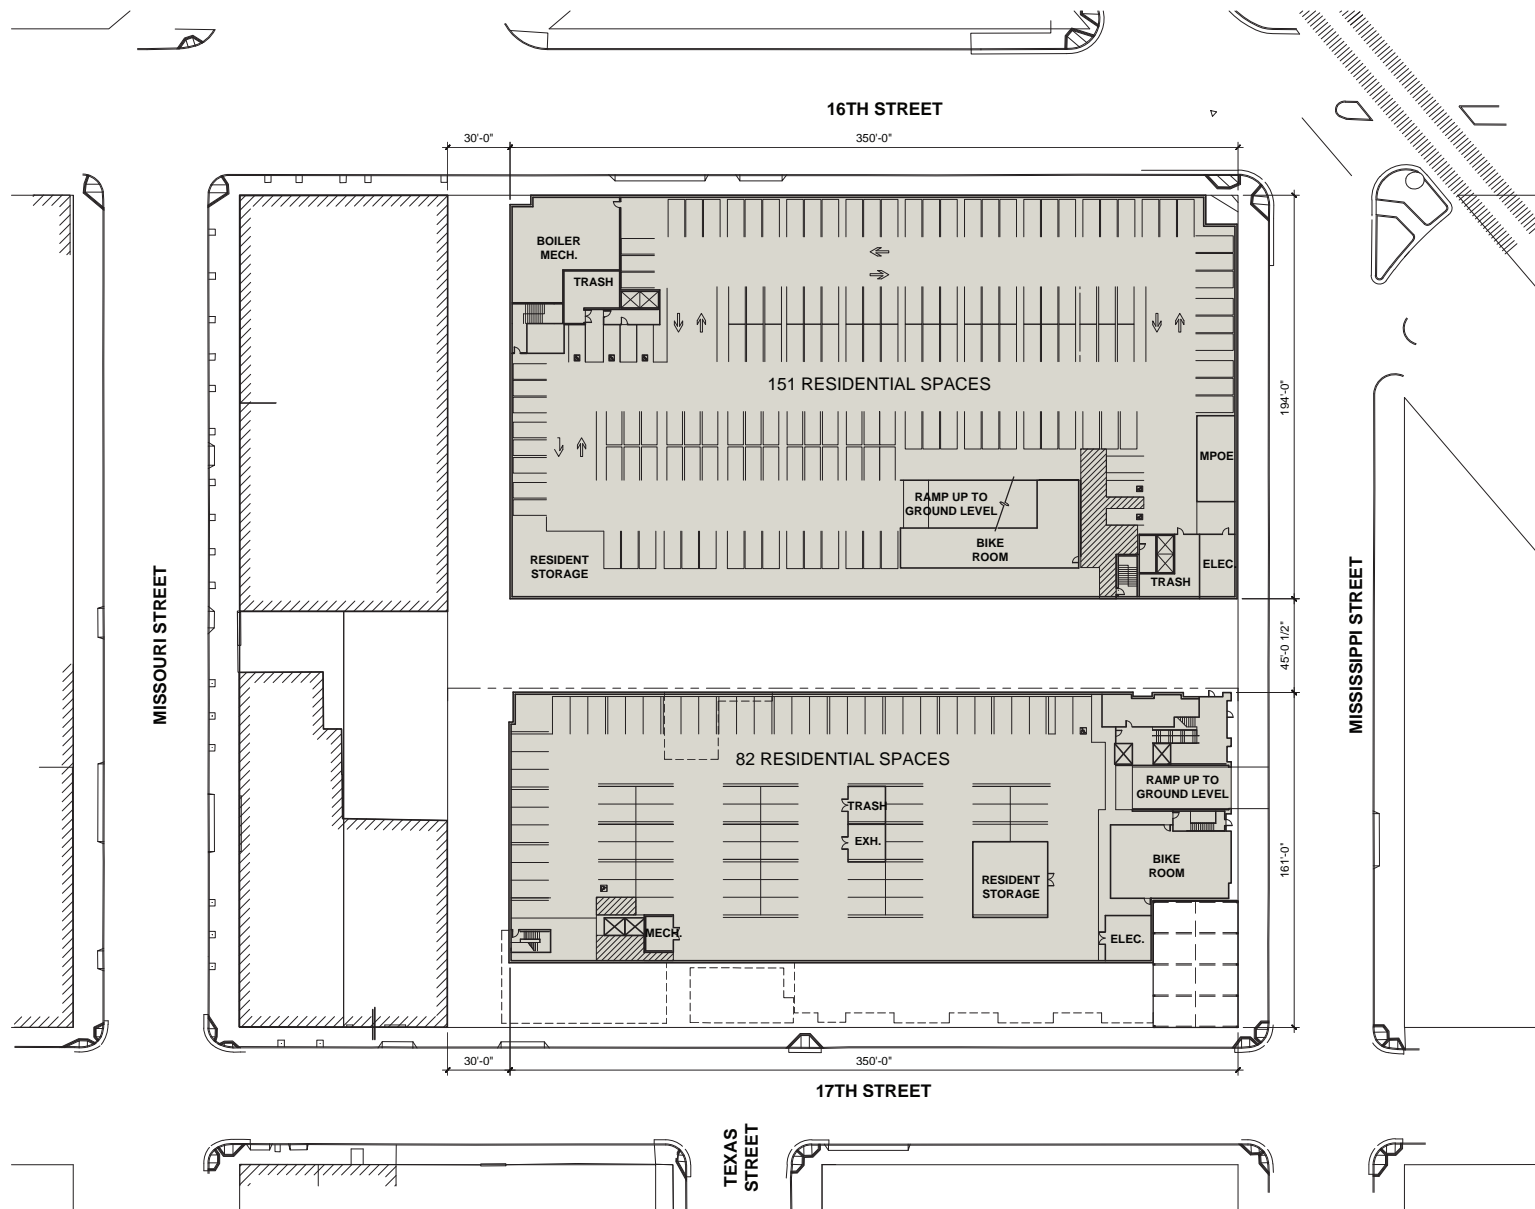 16TH STREET
30'-0"
350'-0"
BOILER
MECH.
TRASH
151 RESIDENTIAL SPACES
194'-0"
MPOE
RAMP UP TO
GROUND LEVEL
BIKE
ROOM
RESIDENT
STORAGE
ELEC.
TRASH
MISSOURI STREET
MISSISSIPPI STREET
45'-0 1/2"
82 RESIDENTIAL SPACES
RAMP UP TO
GROUND LEVEL
TRASH
EXH.
BIKE
ROOM
161'-0"
RESIDENT
STORAGE
MECH.
ELEC.
30'-0"
350'-0"
17TH STREET
TEXAS
STREET